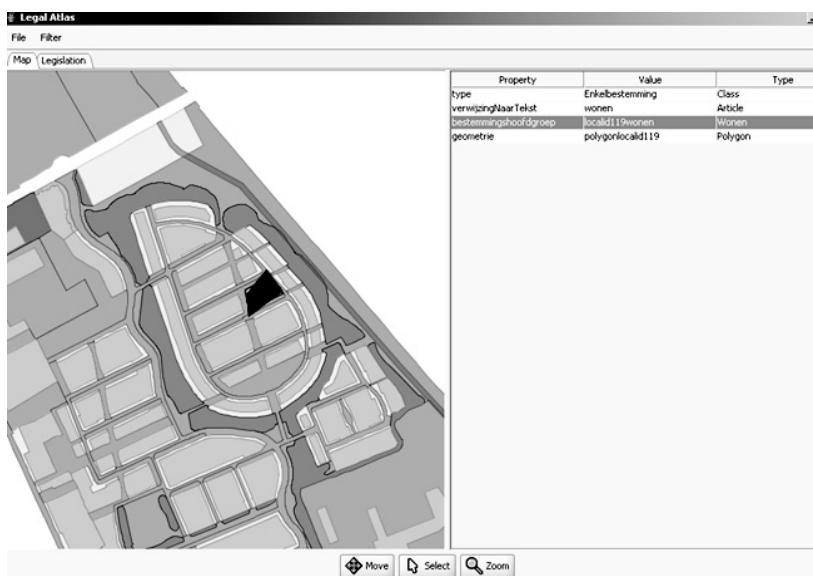 Legal Atlas
File Filter
Map Legislation
Property Value Type
type Enkelbestemming Class
verwijzingNaarTekst wonen Article
bestemmingshoofdgroep localid119wonen Wonen
geometrie polygonlocalid119 Polygon
Move Select Zoom